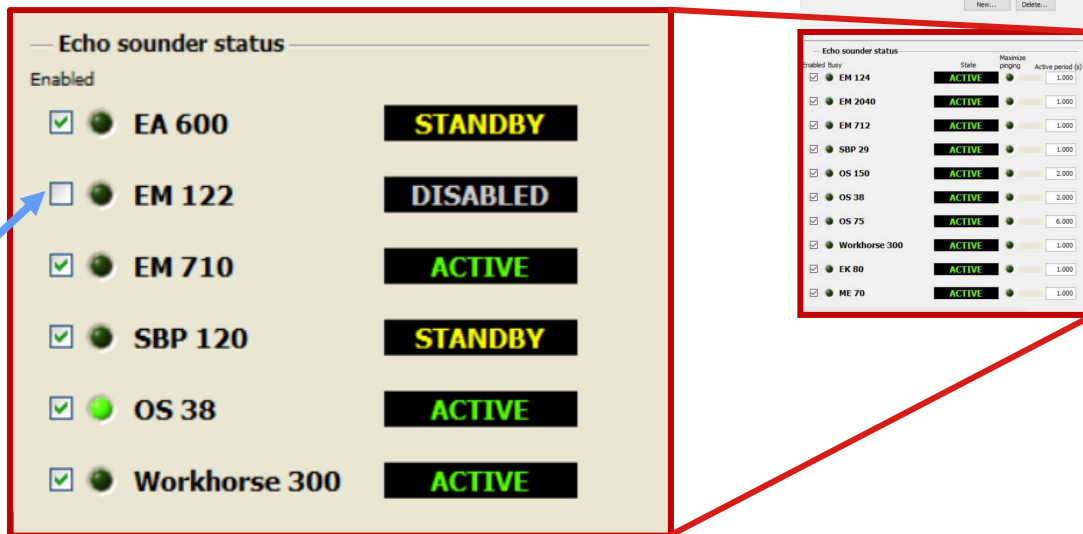 Echo sounder status
Enabled
EA 600 STANDBY
EM 122 DISABLED
EM 710 ACTIVE
SBP 120 STANDBY
OS 38 ACTIVE
Workhorse 300 ACTIVE
New... Delete...
Echo sounder status
Enabled Busy State Maximize pinging Active period (s)
EM 124 ACTIVE 1.000
EM 2040 ACTIVE 1.000
EM 712 ACTIVE 1.000
SBP 29 ACTIVE 1.000
OS 150 ACTIVE 2.000
OS 38 ACTIVE 2.000
OS 75 ACTIVE 6.000
Workhorse 300 ACTIVE 1.000
EK 80 ACTIVE 1.000
ME 70 ACTIVE 1.000